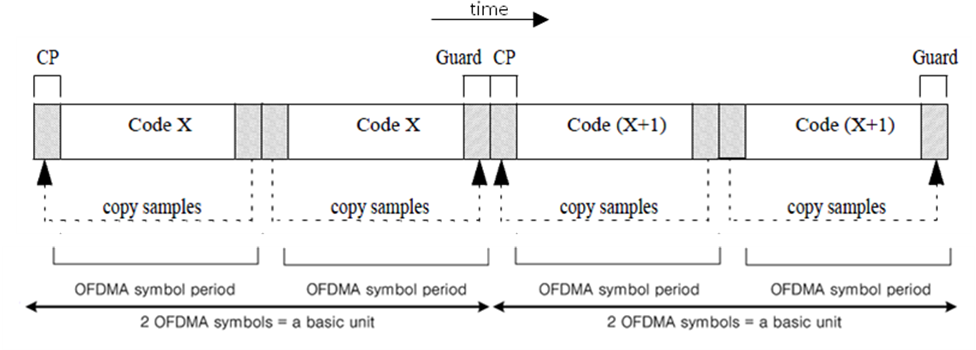 time
CP Guard CP Guard
Code X Code X Code (X+1) Code (X+1)
copy samples copy samples copy samples copy samples
OFDMA symbol period OFDMA symbol period OFDMA symbol period OFDMA symbol period
2 OFDMA symbols = a basic unit 2 OFDMA symbols = a basic unit